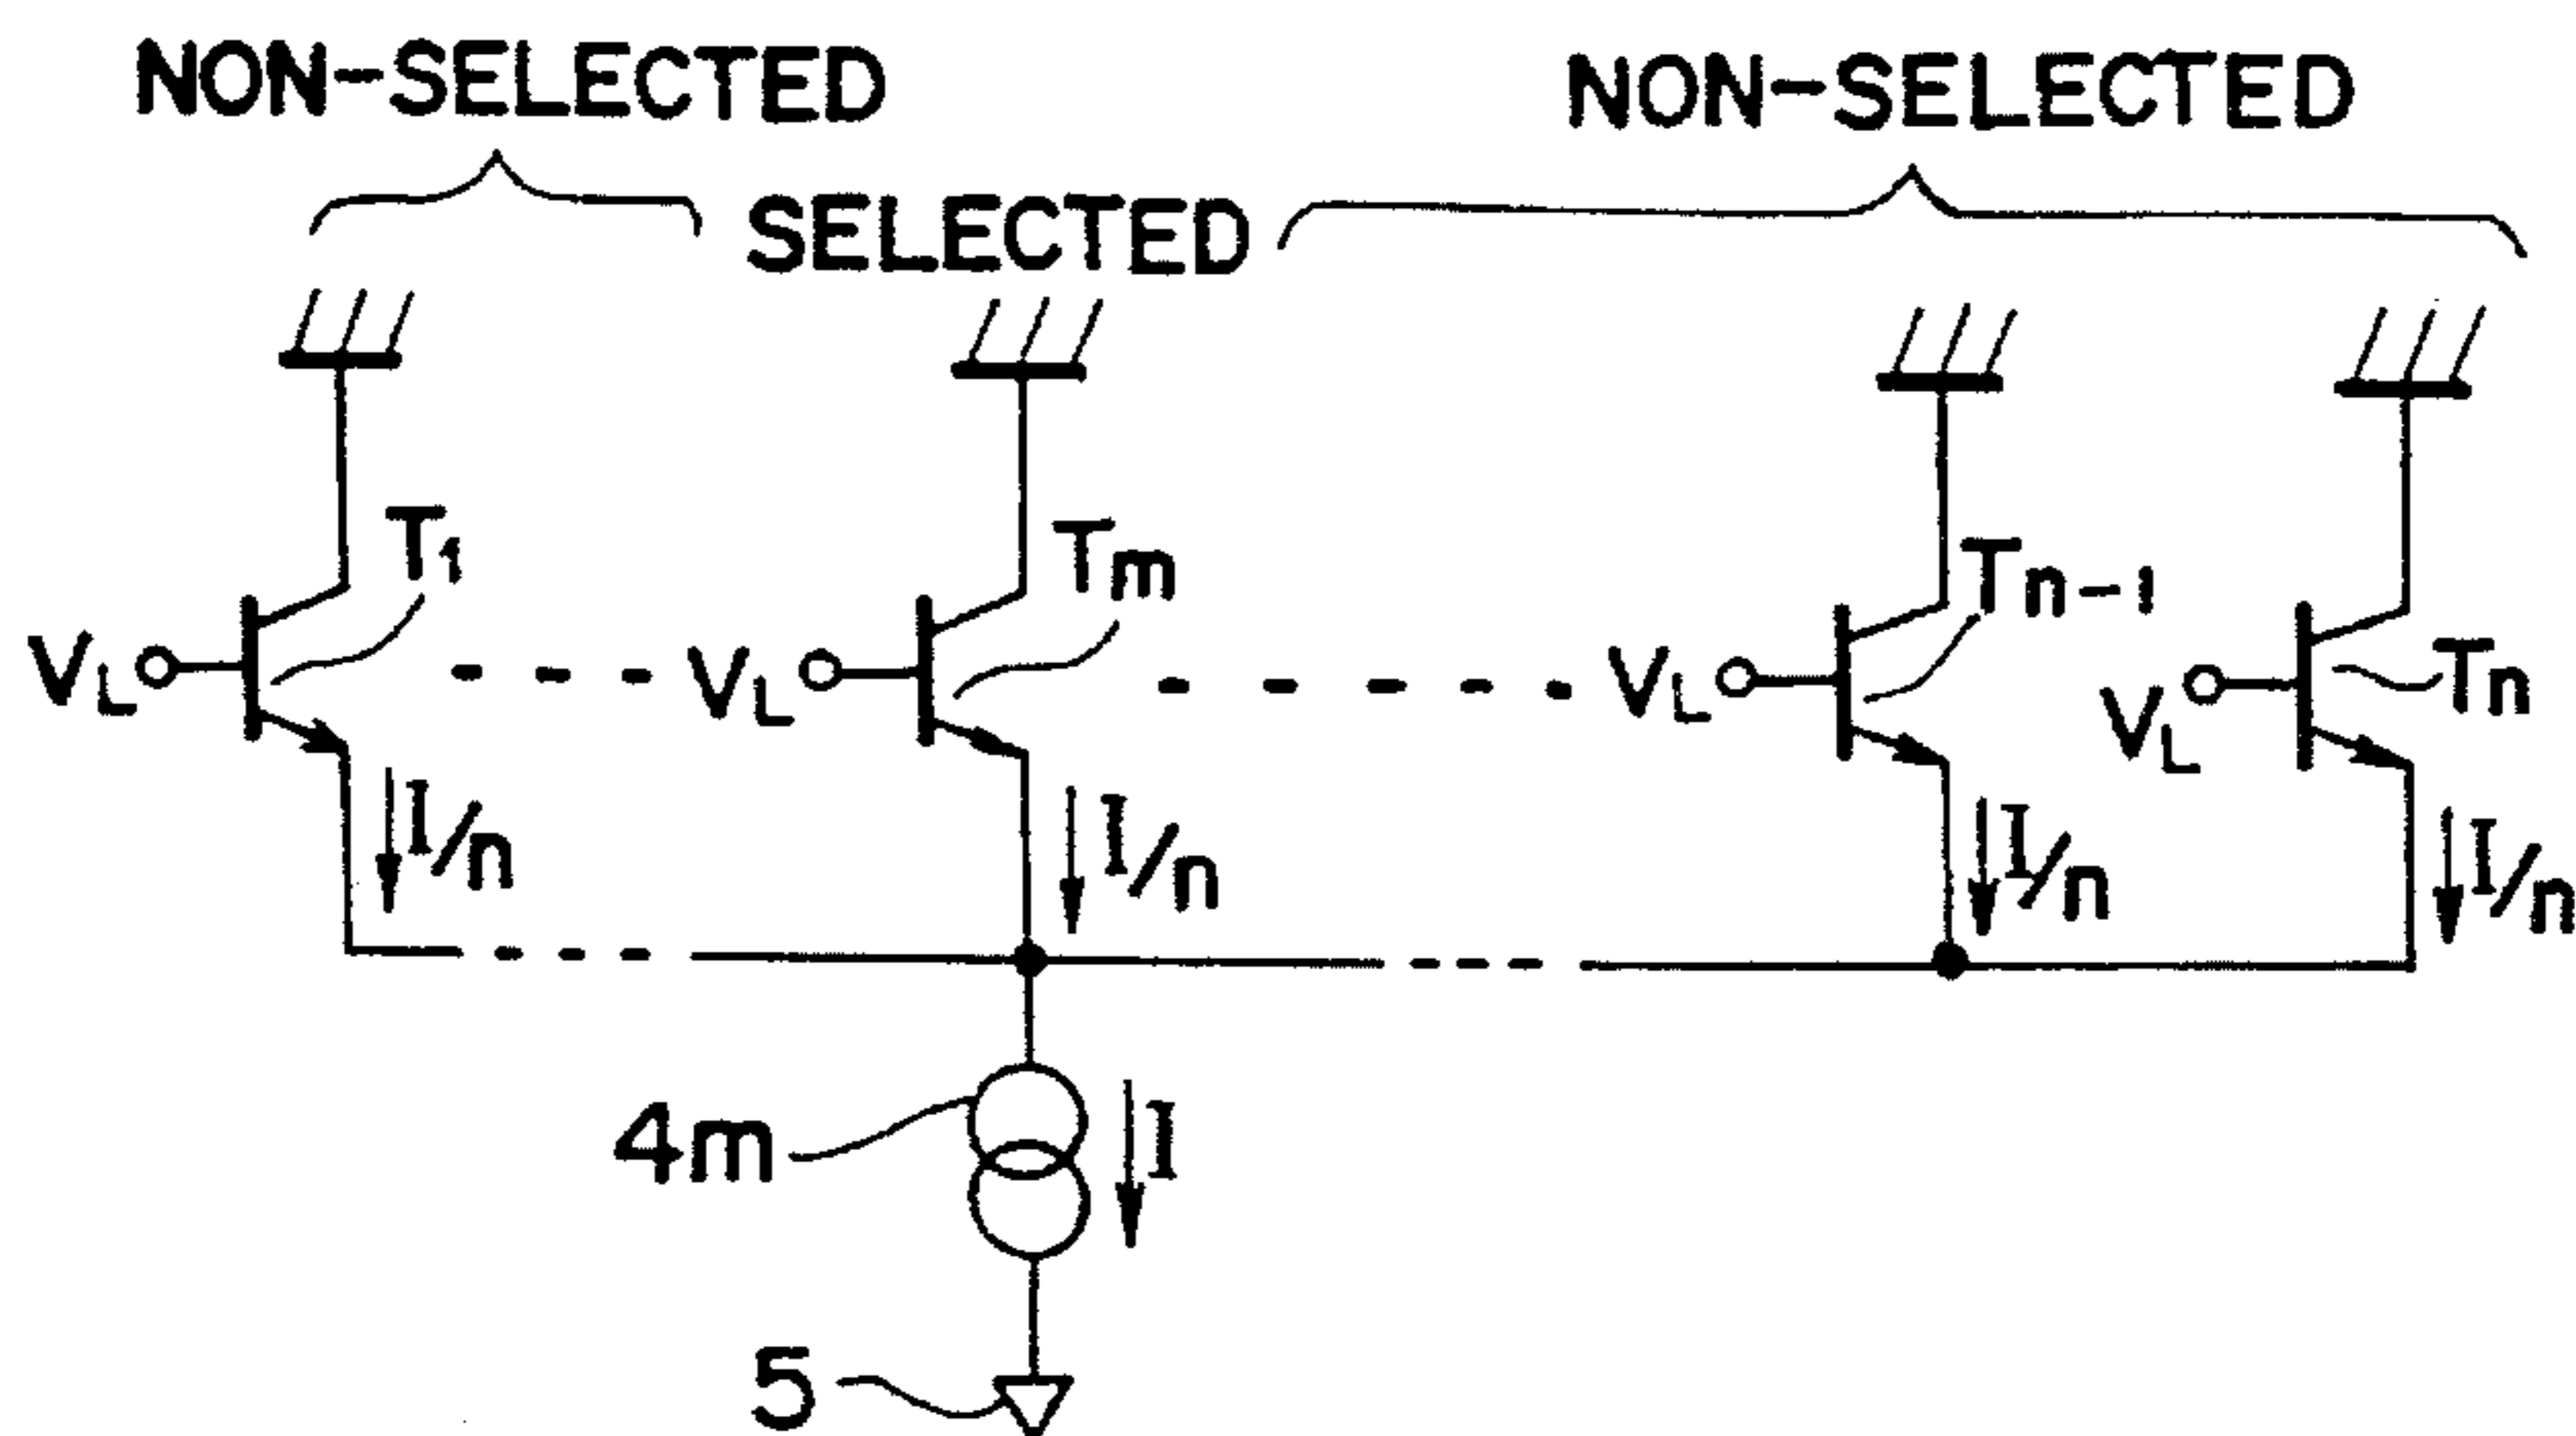 NON-SELECTED
NON-SELECTED
SELECTED
T1
Tm
Tn-1
Tn
VL
VL
VL
VL
I/n
I/n
I/n
I/n
4m
I
5